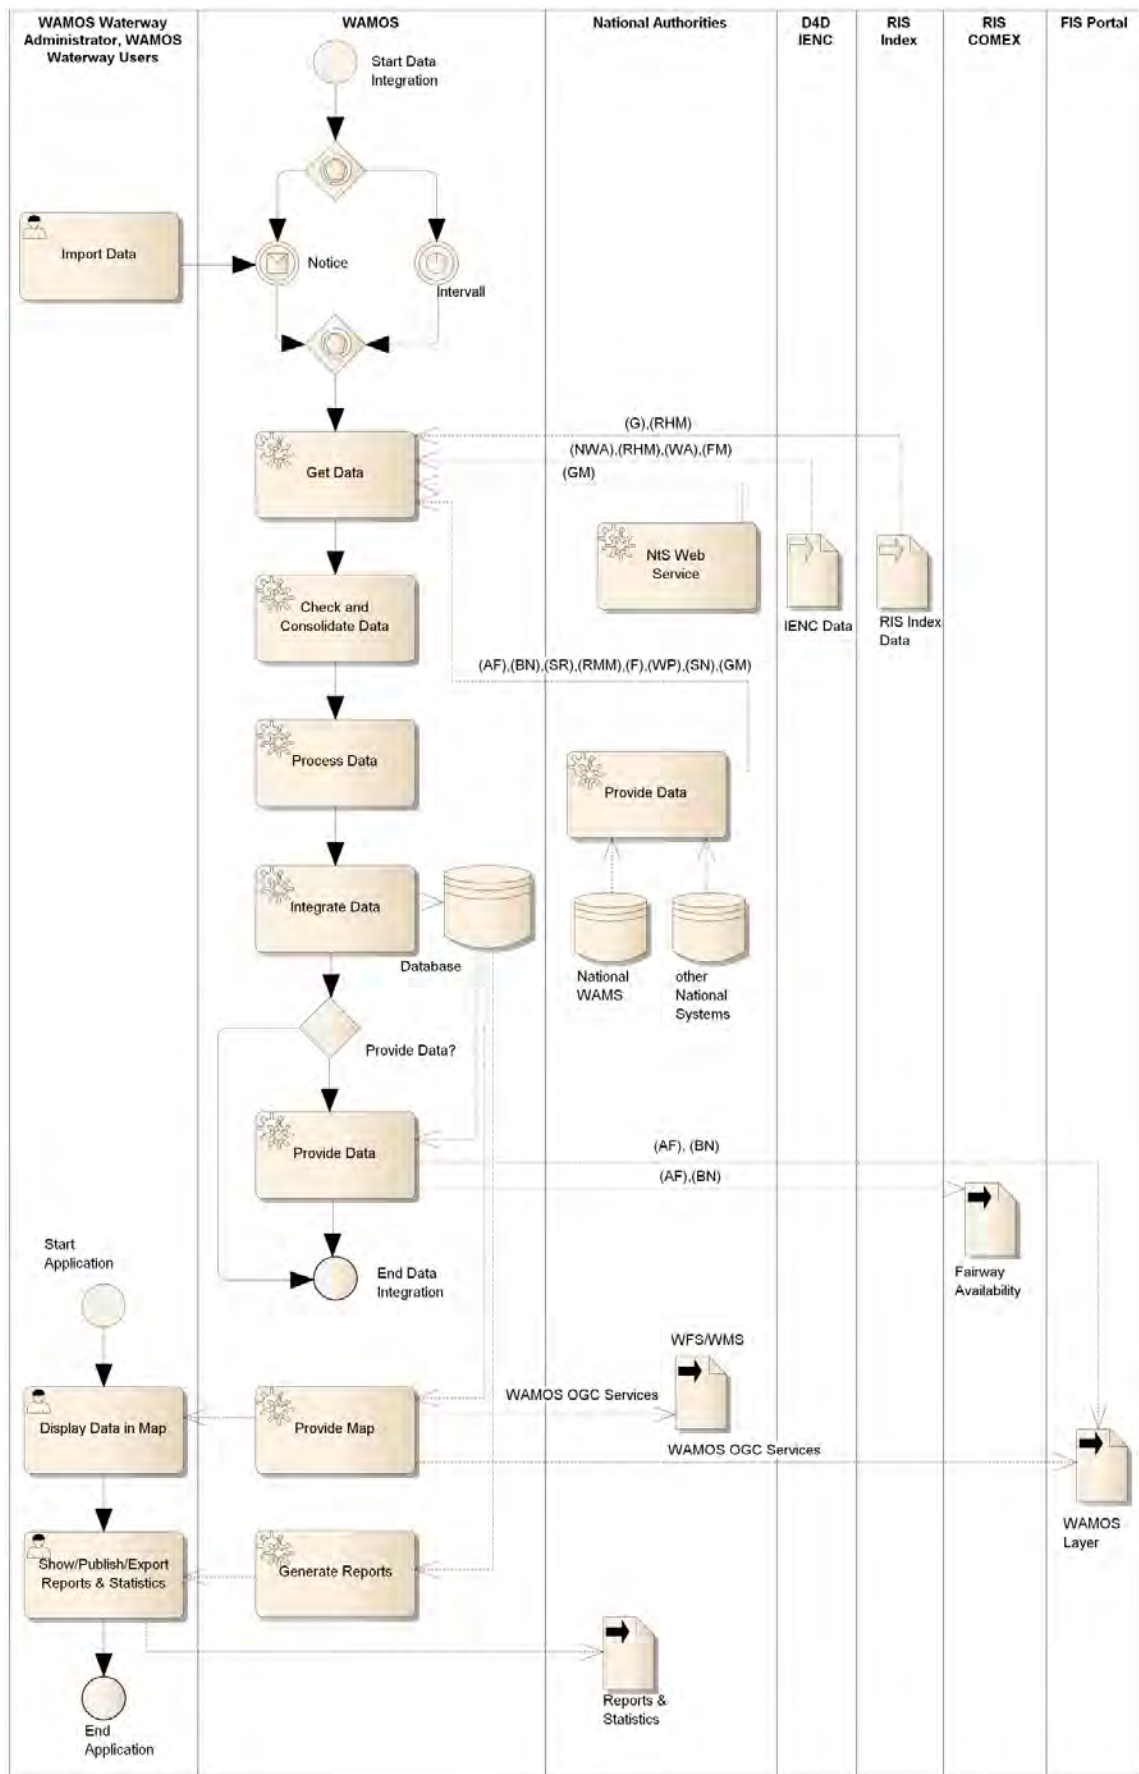 WAMOS Waterway
Administrator, WAMOS
Waterway Users
WAMOS
National Authorities
D4D
IENC
RIS
Index
RIS
COMEX
FIS Portal
Start Data
Integration
Import Data
Notice
Intervall
(G),(RHM)
(NWA),(RHM),(WA),(FM)
(GM)
Get Data
NtS Web
Service
IENC Data
RIS Index
Data
Check and
Consolidate Data
(AF),(BN),(SR),(RMM),(F),(WP),(SN),(GM)
Process Data
Provide Data
Integrate Data
Database
National
WAMS
other
National
Systems
Provide Data?
Provide Data
(AF), (BN)
(AF),(BN)
Fairway
Availability
End Data
Integration
Start
Application
WFS/WMS
WAMOS OGC Services
Display Data in Map
Provide Map
WAMOS OGC Services
WAMOS
Layer
Show/Publish/Export
Reports & Statistics
Generate Reports
Reports &
Statistics
End
Application